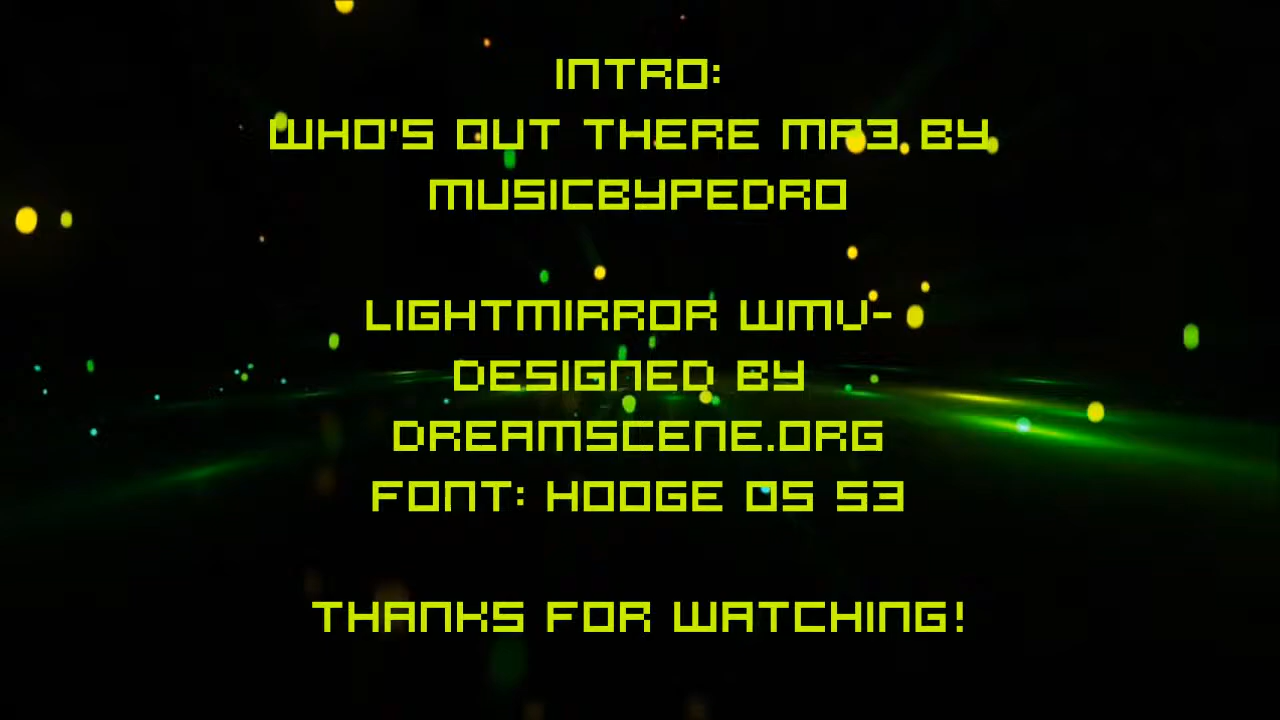 INTRO:
WHO'S OUT THERE MP3 BY
MUSICBYPEDRO
LIGHTMIRROR WMV-
DESIGNED BY
DREAMSCENE.ORG
FONT: HOOGE 05 53
THANKS FOR WATCHING!